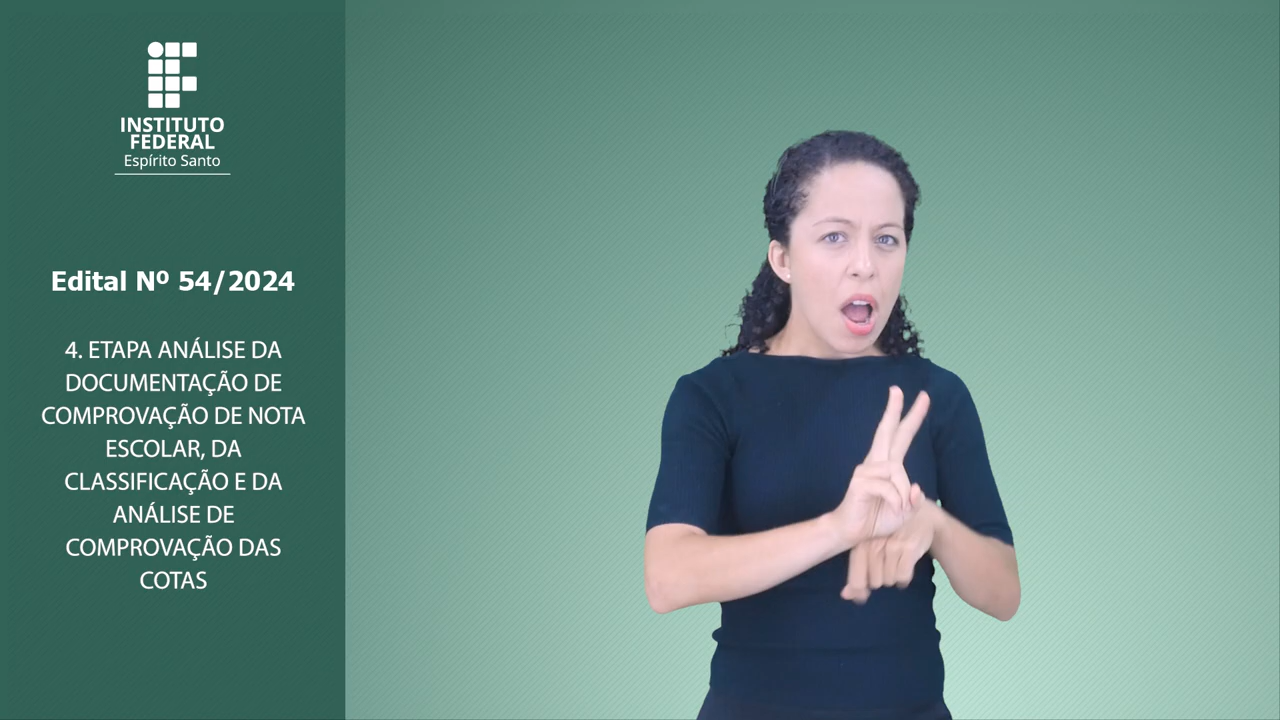 INSTITUTO
FEDERAL
Espírito Santo
Edital Nº 54/2024
4. ETAPA ANÁLISE DA
DOCUMENTAÇÃO DE
COMPROVAÇÃO DE NOTA
ESCOLAR, DA
CLASSIFICAÇÃO E DA
ANÁLISE DE
COMPROVAÇÃO DAS
COTAS